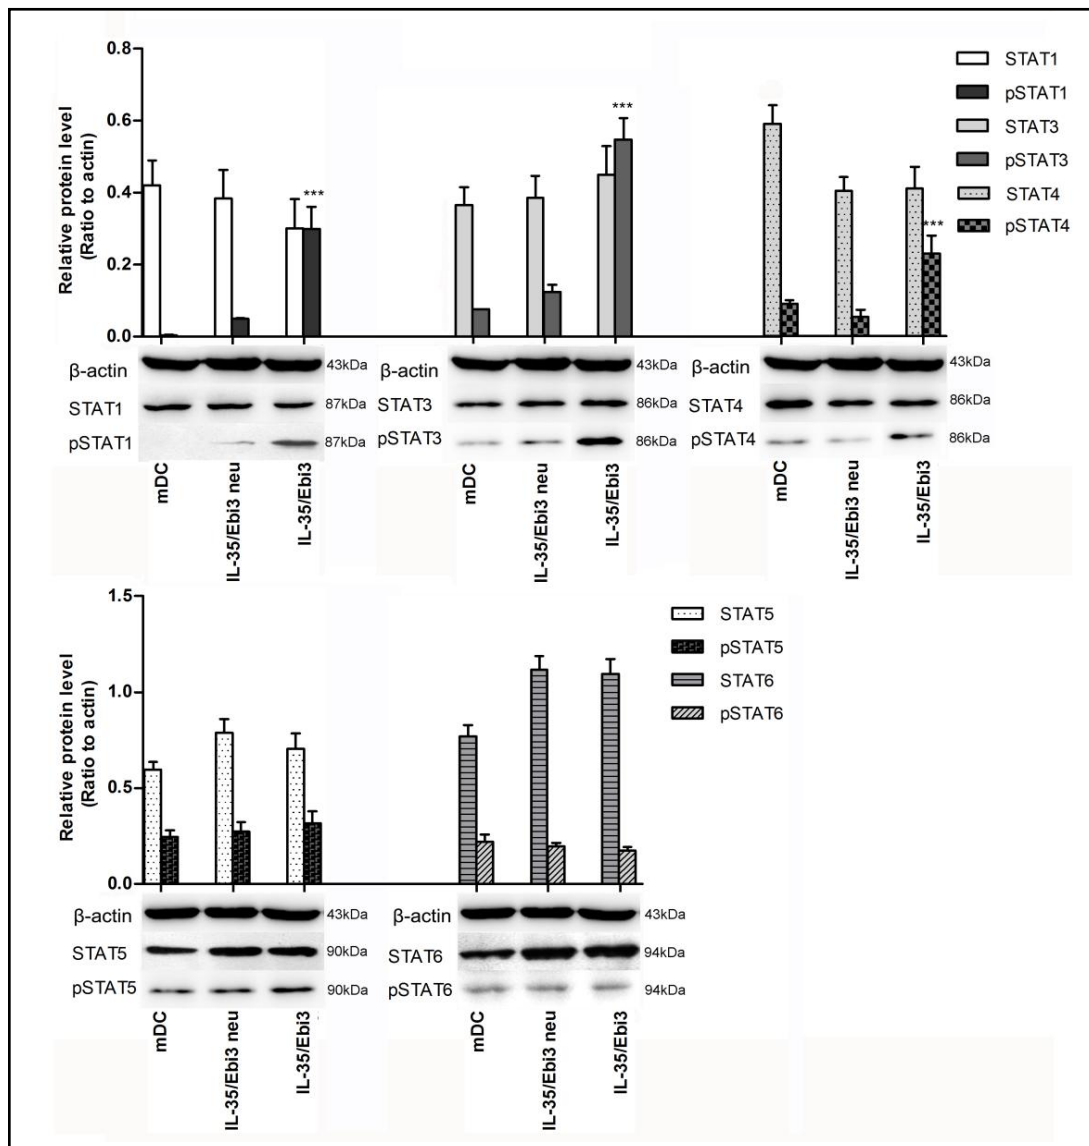 Relative protein level
(Ratio to actin)
0.8
0.6
0.4
0.2
0.0
***
***
***
STAT1
pSTAT1
STAT3
pSTAT3
STAT4
pSTAT4
β-actin 43kDa
STAT1 87kDa
pSTAT1 87kDa
mDC
IL-35/Ebi3 neu
IL-35/Ebi3
β-actin 43kDa
STAT3 86kDa
pSTAT3 86kDa
mDC
IL-35/Ebi3 neu
IL-35/Ebi3
β-actin 43kDa
STAT4 86kDa
pSTAT4 86kDa
mDC
IL-35/Ebi3 neu
IL-35/Ebi3
Relative protein level
(Ratio to actin)
1.5
1.0
0.5
0.0
STAT5
pSTAT5
STAT6
pSTAT6
β-actin 43kDa
STAT5 90kDa
pSTAT5 90kDa
mDC
IL-35/Ebi3 neu
IL-35/Ebi3
β-actin 43kDa
STAT6 94kDa
pSTAT6 94kDa
mDC
IL-35/Ebi3 neu
IL-35/Ebi3